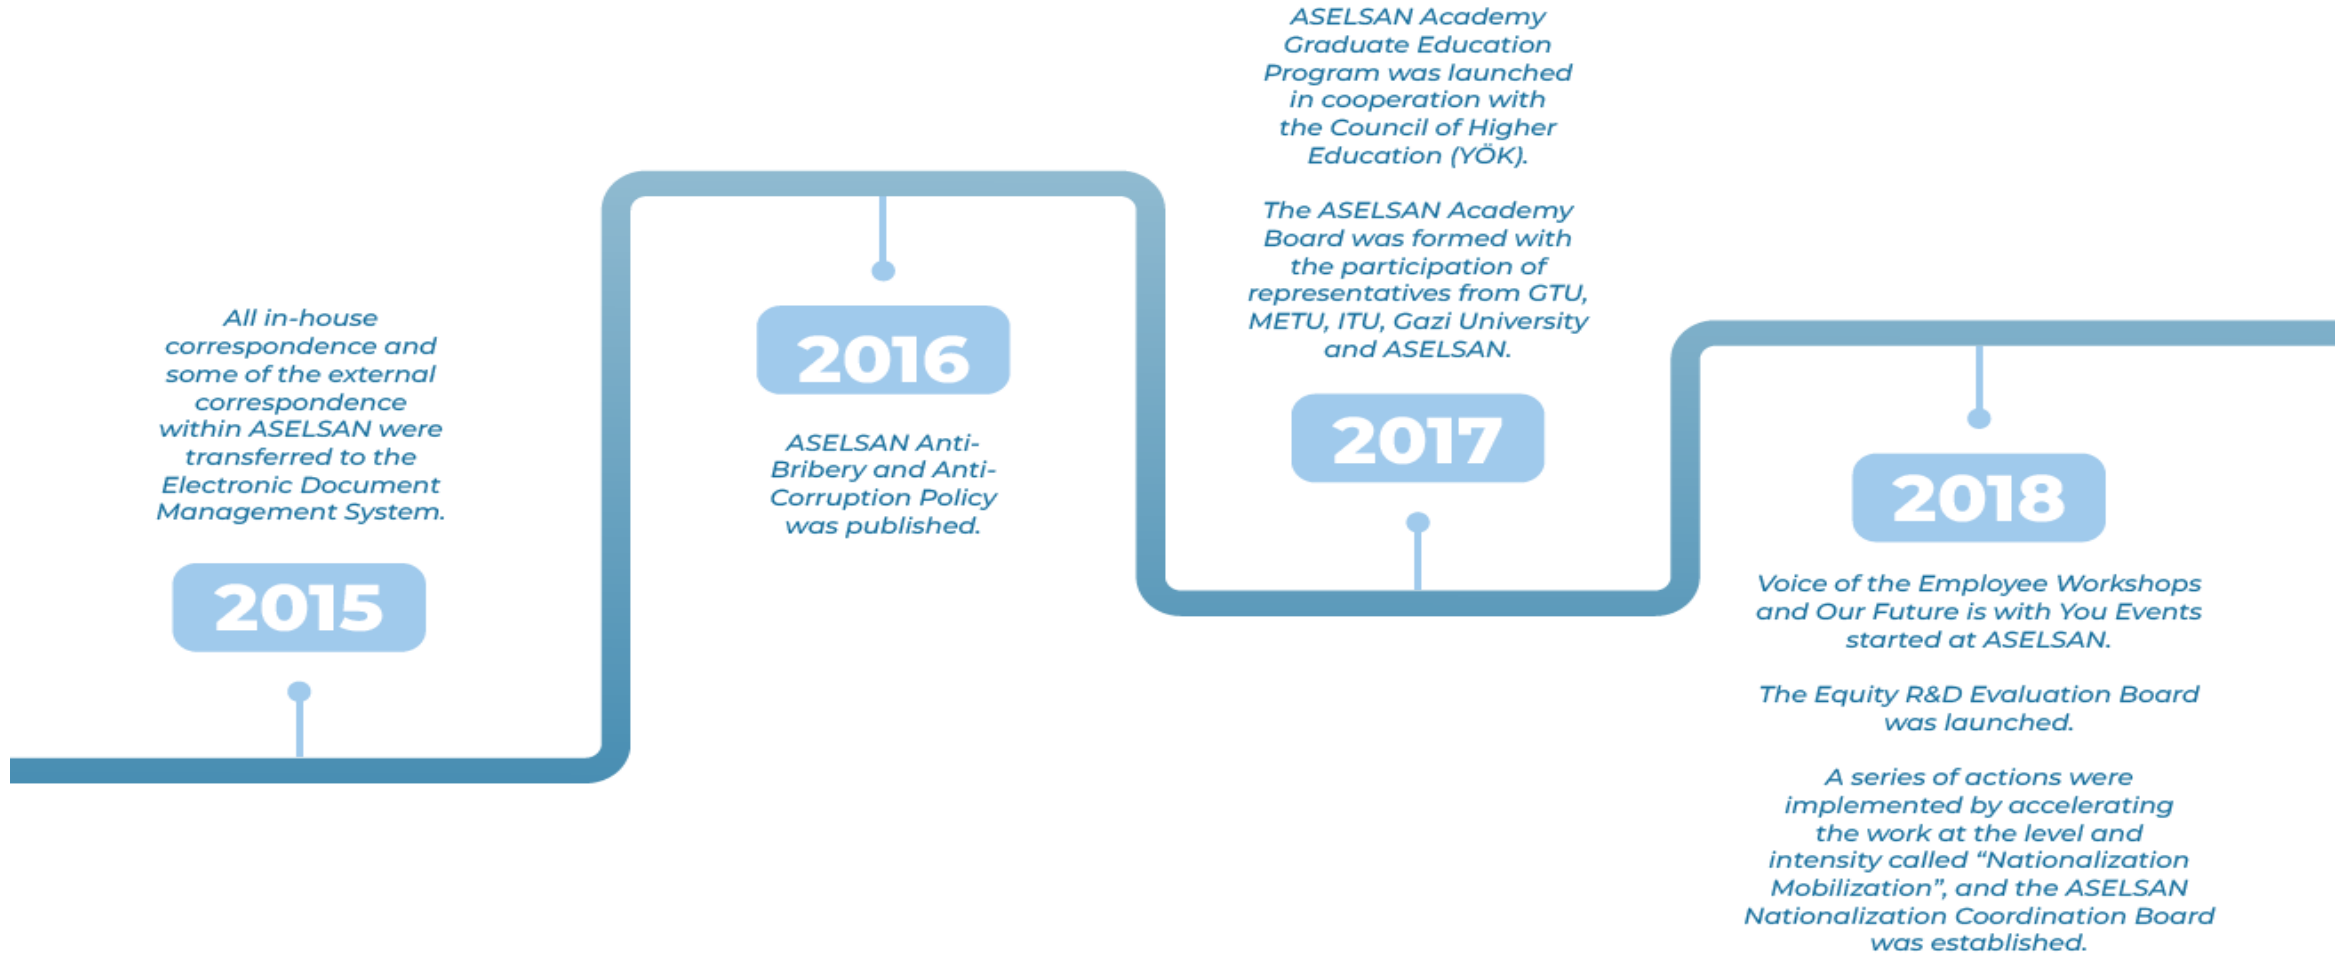 All in-house
correspondence and
some of the external
correspondence
within ASELSAN were
transferred to the
Electronic Document
Management System.
2015
2016
ASELSAN Anti-
Bribery and Anti-
Corruption Policy
was published.
ASELSAN Academy
Graduate Education
Program was launched
in cooperation with
the Council of Higher
Education (YÖK).
The ASELSAN Academy
Board was formed with
the participation of
representatives from GTU,
METU, ITU, Gazi University
and ASELSAN.
2017
2018
Voice of the Employee Workshops
and Our Future is with You Events
started at ASELSAN.
The Equity R&D Evaluation Board
was launched.
A series of actions were
implemented by accelerating
the work at the level and
intensity called “Nationalization
Mobilization”, and the ASELSAN
Nationalization Coordination Board
was established.